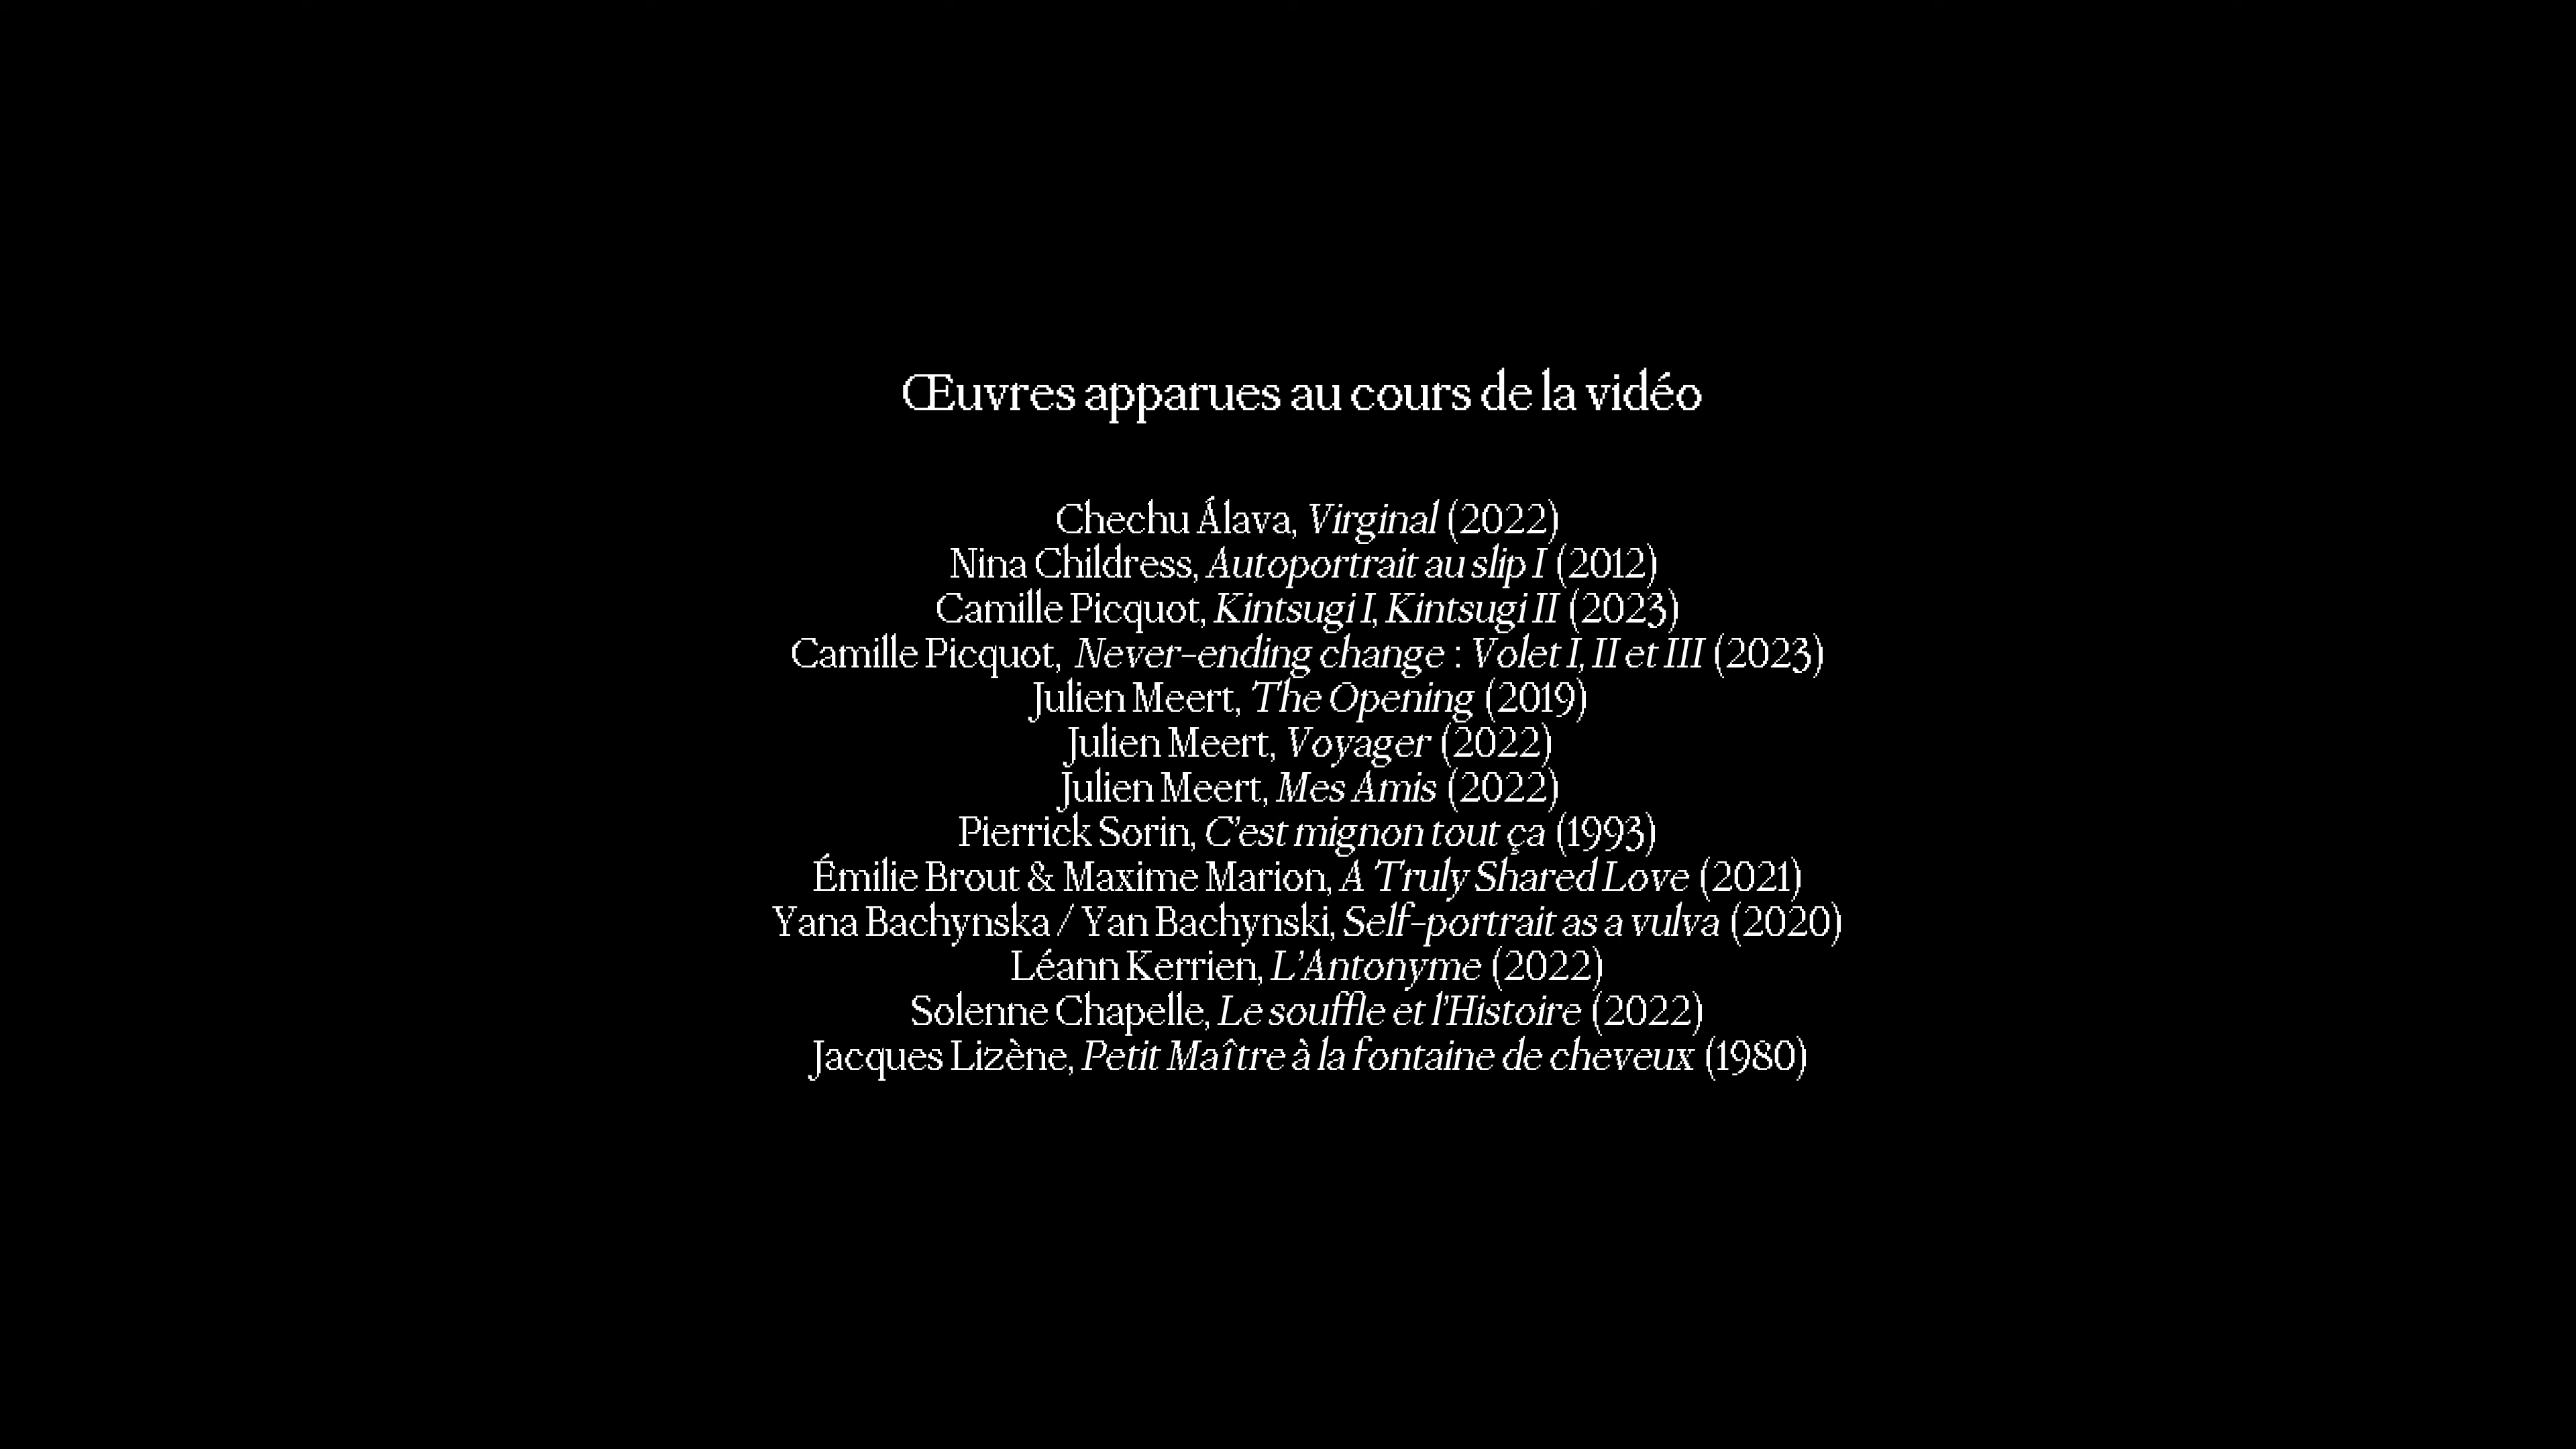 Œuvres apparues au cours de la vidéo
Chechu Álava, Virginal (2022)
Nina Childress, Autoportrait au slip I (2012)
Camille Picquot, Kintsugi I, Kintsugi II (2023)
Camille Picquot, Never-ending change : Volet I, II et III (2023)
Julien Meert, The Opening (2019)
Julien Meert, Voyager (2022)
Julien Meert, Mes Amis (2022)
Pierrick Sorin, C'est mignon tout ça (1993)
Émilie Brout & Maxime Marion, A Truly Shared Love (2021)
Yana Bachynska / Yan Bachynski, Self-portrait as a vulva (2020)
Léann Kerrien, L'Antonyme (2022)
Solenne Chapelle, Le souffle et l'Histoire (2022)
Jacques Lizène, Petit Maître à la fontaine de cheveux (1980)